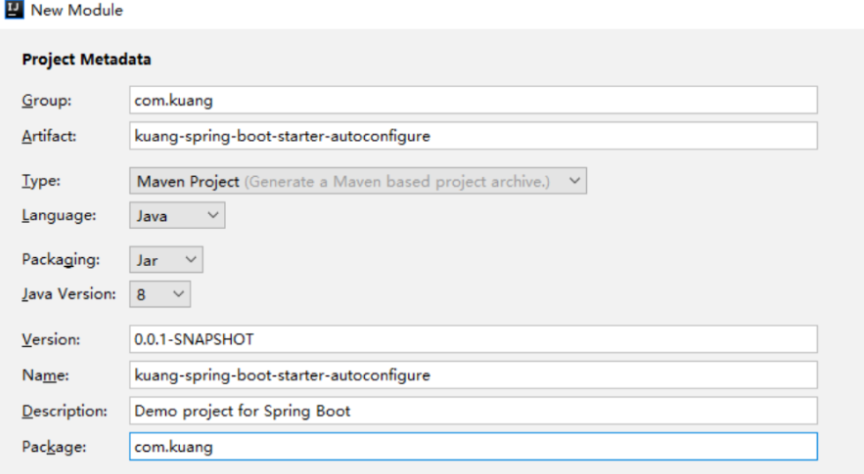 New Module
Project Metadata
Group: com.kuang
Artifact: kuang-spring-boot-starter-autoconfigure
Type: Maven Project (Generate a Maven based project archive.)
Language: Java
Packaging: Jar
Java Version: 8
Version: 0.0.1-SNAPSHOT
Name: kuang-spring-boot-starter-autoconfigure
Description: Demo project for Spring Boot
Package: com.kuang